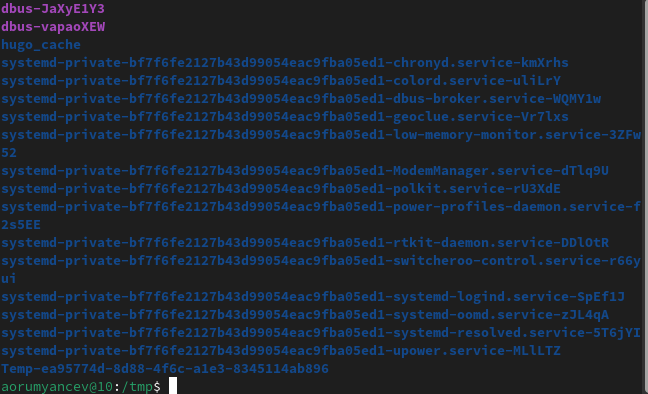 dbus-JaXyE1Y3
dbus-vapaoXEW
hugo_cache
systemd-private-bf7f6fe2127b43d99054eac9fba05ed1-chronyd.service-kmXrhs
systemd-private-bf7f6fe2127b43d99054eac9fba05ed1-colord.service-uliLrY
systemd-private-bf7f6fe2127b43d99054eac9fba05ed1-dbus-broker.service-WQMY1w
systemd-private-bf7f6fe2127b43d99054eac9fba05ed1-geoclue.service-Vr7lxs
systemd-private-bf7f6fe2127b43d99054eac9fba05ed1-low-memory-monitor.service-3ZFw
52
systemd-private-bf7f6fe2127b43d99054eac9fba05ed1-ModemManager.service-dTlq9U
systemd-private-bf7f6fe2127b43d99054eac9fba05ed1-polkit.service-rU3XdE
systemd-private-bf7f6fe2127b43d99054eac9fba05ed1-power-profiles-daemon.service-f
2s5EE
systemd-private-bf7f6fe2127b43d99054eac9fba05ed1-rtkit-daemon.service-DDlOtR
systemd-private-bf7f6fe2127b43d99054eac9fba05ed1-switcheroo-control.service-r66y
ui
systemd-private-bf7f6fe2127b43d99054eac9fba05ed1-systemd-logind.service-SpEf1J
systemd-private-bf7f6fe2127b43d99054eac9fba05ed1-systemd-oomd.service-zJL4qA
systemd-private-bf7f6fe2127b43d99054eac9fba05ed1-systemd-resolved.service-5T6jYI
systemd-private-bf7f6fe2127b43d99054eac9fba05ed1-upower.service-MLlLTZ
Temp-ea95774d-8d88-4f6c-a1e3-8345114ab896
aorumyancev@10:/tmp$